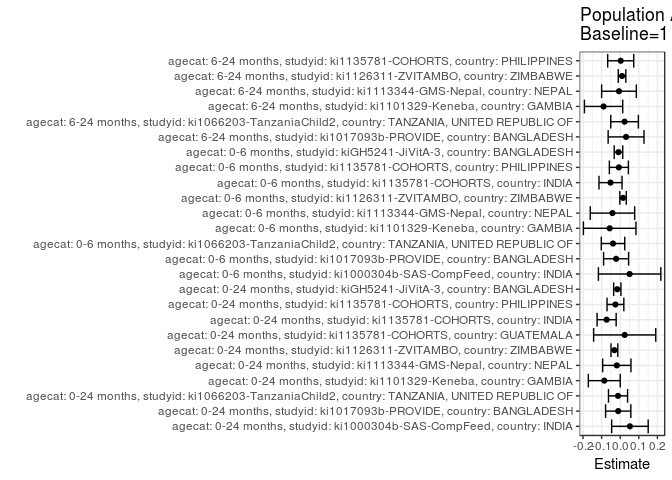 Population
Baseline=1
agecat: 6-24 months, studyid: ki1135781-COHORTS, country: PHILIPPINES
agecat: 6-24 months, studyid: ki1126311-ZVITAMBO, country: ZIMBABWE
agecat: 6-24 months, studyid: ki1113344-GMS-Nepal, country: NEPAL
agecat: 6-24 months, studyid: ki1101329-Keneba, country: GAMBIA
agecat: 6-24 months, studyid: ki1066203-TanzaniaChild2, country: TANZANIA, UNITED REPUBLIC OF
agecat: 6-24 months, studyid: ki1017093b-PROVIDE, country: BANGLADESH
agecat: 0-6 months, studyid: kiGH5241-JiVitA-3, country: BANGLADESH
agecat: 0-6 months, studyid: ki1135781-COHORTS, country: PHILIPPINES
agecat: 0-6 months, studyid: ki1135781-COHORTS, country: INDIA
agecat: 0-6 months, studyid: ki1126311-ZVITAMBO, country: ZIMBABWE
agecat: 0-6 months, studyid: ki1113344-GMS-Nepal, country: NEPAL
agecat: 0-6 months, studyid: ki1101329-Keneba, country: GAMBIA
agecat: 0-6 months, studyid: ki1066203-TanzaniaChild2, country: TANZANIA, UNITED REPUBLIC OF
agecat: 0-6 months, studyid: ki1017093b-PROVIDE, country: BANGLADESH
agecat: 0-6 months, studyid: ki1000304b-SAS-CompFeed, country: INDIA
agecat: 0-24 months, studyid: kiGH5241-JiVitA-3, country: BANGLADESH
agecat: 0-24 months, studyid: ki1135781-COHORTS, country: PHILIPPINES
agecat: 0-24 months, studyid: ki1135781-COHORTS, country: INDIA
agecat: 0-24 months, studyid: ki1135781-COHORTS, country: GUATEMALA
agecat: 0-24 months, studyid: ki1126311-ZVITAMBO, country: ZIMBABWE
agecat: 0-24 months, studyid: ki1113344-GMS-Nepal, country: NEPAL
agecat: 0-24 months, studyid: ki1101329-Keneba, country: GAMBIA
agecat: 0-24 months, studyid: ki1066203-TanzaniaChild2, country: TANZANIA, UNITED REPUBLIC OF
agecat: 0-24 months, studyid: ki1017093b-PROVIDE, country: BANGLADESH
agecat: 0-24 months, studyid: ki1000304b-SAS-CompFeed, country: INDIA
-0.2-0.1 0.0 0.1 0.2
Estimate